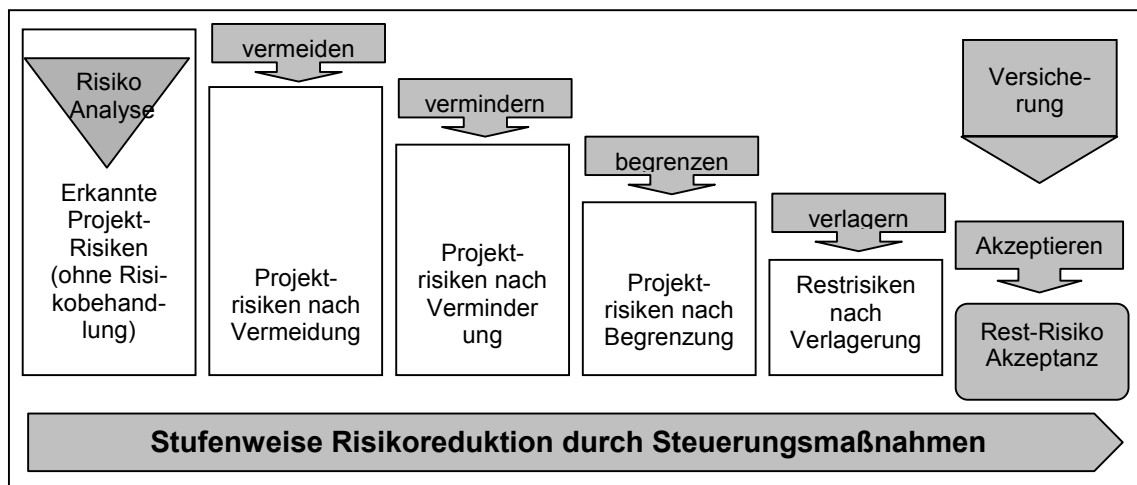 Risiko
Analyse
Erkannte
Projekt-
Risiken
(ohne Risi-
kobehand-
lung)
vermeiden
Projekt-
risiken nach
Vermeidung
vermindern
Projekt-
risiken nach
Verminder
ung
begrenzen
Projekt-
risiken nach
Begrenzung
verlagern
Restrisiken
nach
Verlagerung
Versiche-
rung
Akzeptieren
Rest-Risiko
Akzeptanz
Stufenweise Risikoreduktion durch Steuerungsmaßnahmen